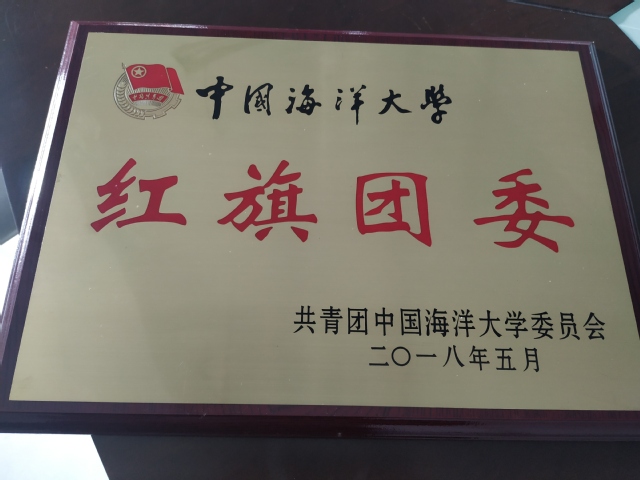 中国海洋大学
红旗团委
共青团中国海洋大学委员会
二〇一八年五月